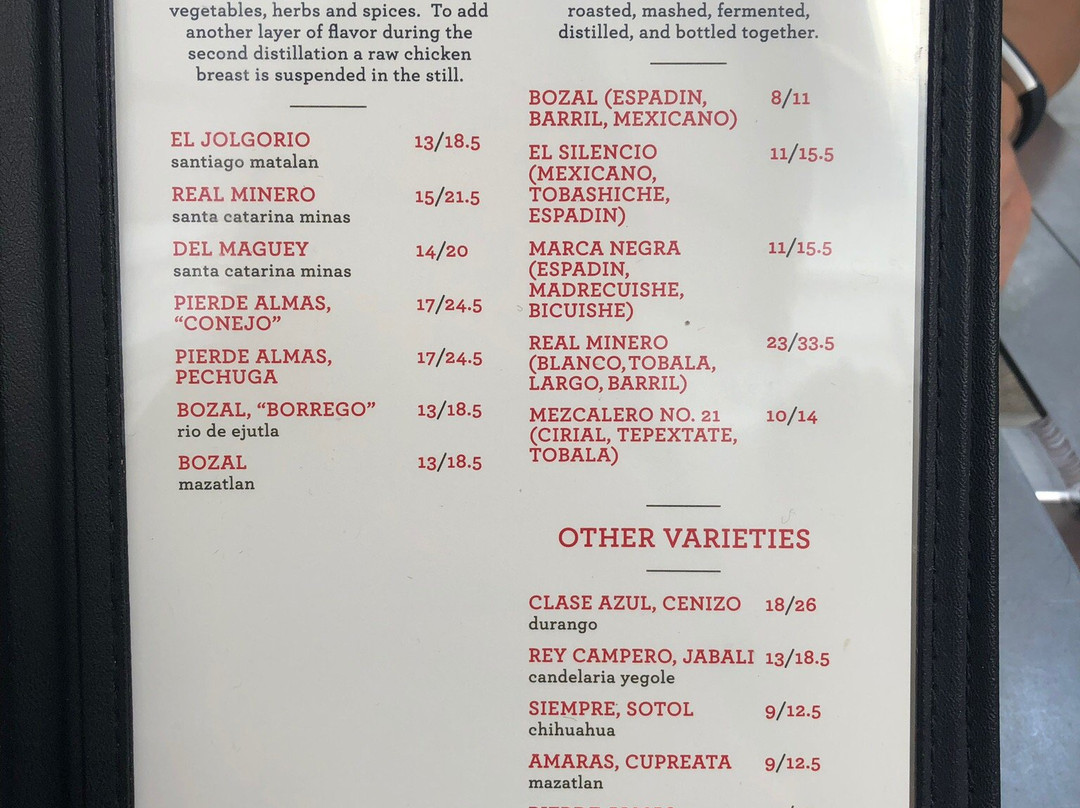 vegetables, herbs and spices. To add
another layer of flavor during the
second distillation a raw chicken
breast is suspended in the still.
EL JOLGORIO 13/18.5
santiago matalan
REAL MINERO 15/21.5
santa catarina minas
DEL MAGUEY 14/20
santa catarina minas
PIERDE ALMAS, 17/24.5
“CONEJO”
PIERDE ALMAS, 17/24.5
PECHUGA
BOZAL, “BORREGO” 13/18.5
rio de ejutla
BOZAL 13/18.5
mazatlan
roasted, mashed, fermented,
distilled, and bottled together.
BOZAL (ESPADIN, 8/11
BARRIL, MEXICANO)
EL SILENCIO 11/15.5
(MEXICANO,
TOBASHICHE,
ESPADIN)
MARCA NEGRA 11/15.5
(ESPADIN,
MADRECUISHE,
BICUISHE)
REAL MINERO 23/33.5
(BLANCO, TOBALA,
LARGO, BARRIL)
MEZCALERO NO. 21 10/14
(CIRIAL, TEPEXTATE,
TOBALA)
OTHER VARIETIES
CLASE AZUL, CENIZO 18/26
durango
REY CAMPERO, JABALI 13/18.5
candelaria yegole
SIEMPRE, SOTOL 9/12.5
chihuahua
AMARAS, CUPREATA 9/12.5
mazatlan